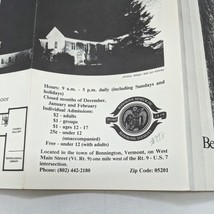 oor
Hours: 9 a.m. - 5 p.m. daily (including Sundays and
holidays)
Closed months of December,
January and February
Individual Admissions:
$2 - adults
$1 - groups
$1 - ages 12 - 17
25¢ - under 12
(unaccompanied)
Free - under 12 (with adults)
Located in the town of Bennington, Vermont, on West
Main Street (Vt. Rt. 9) one mile west of the Rt. 9 - U.S. 7
intersection.
Phone: (802) 442-2180
Zip Code: 05201
Be